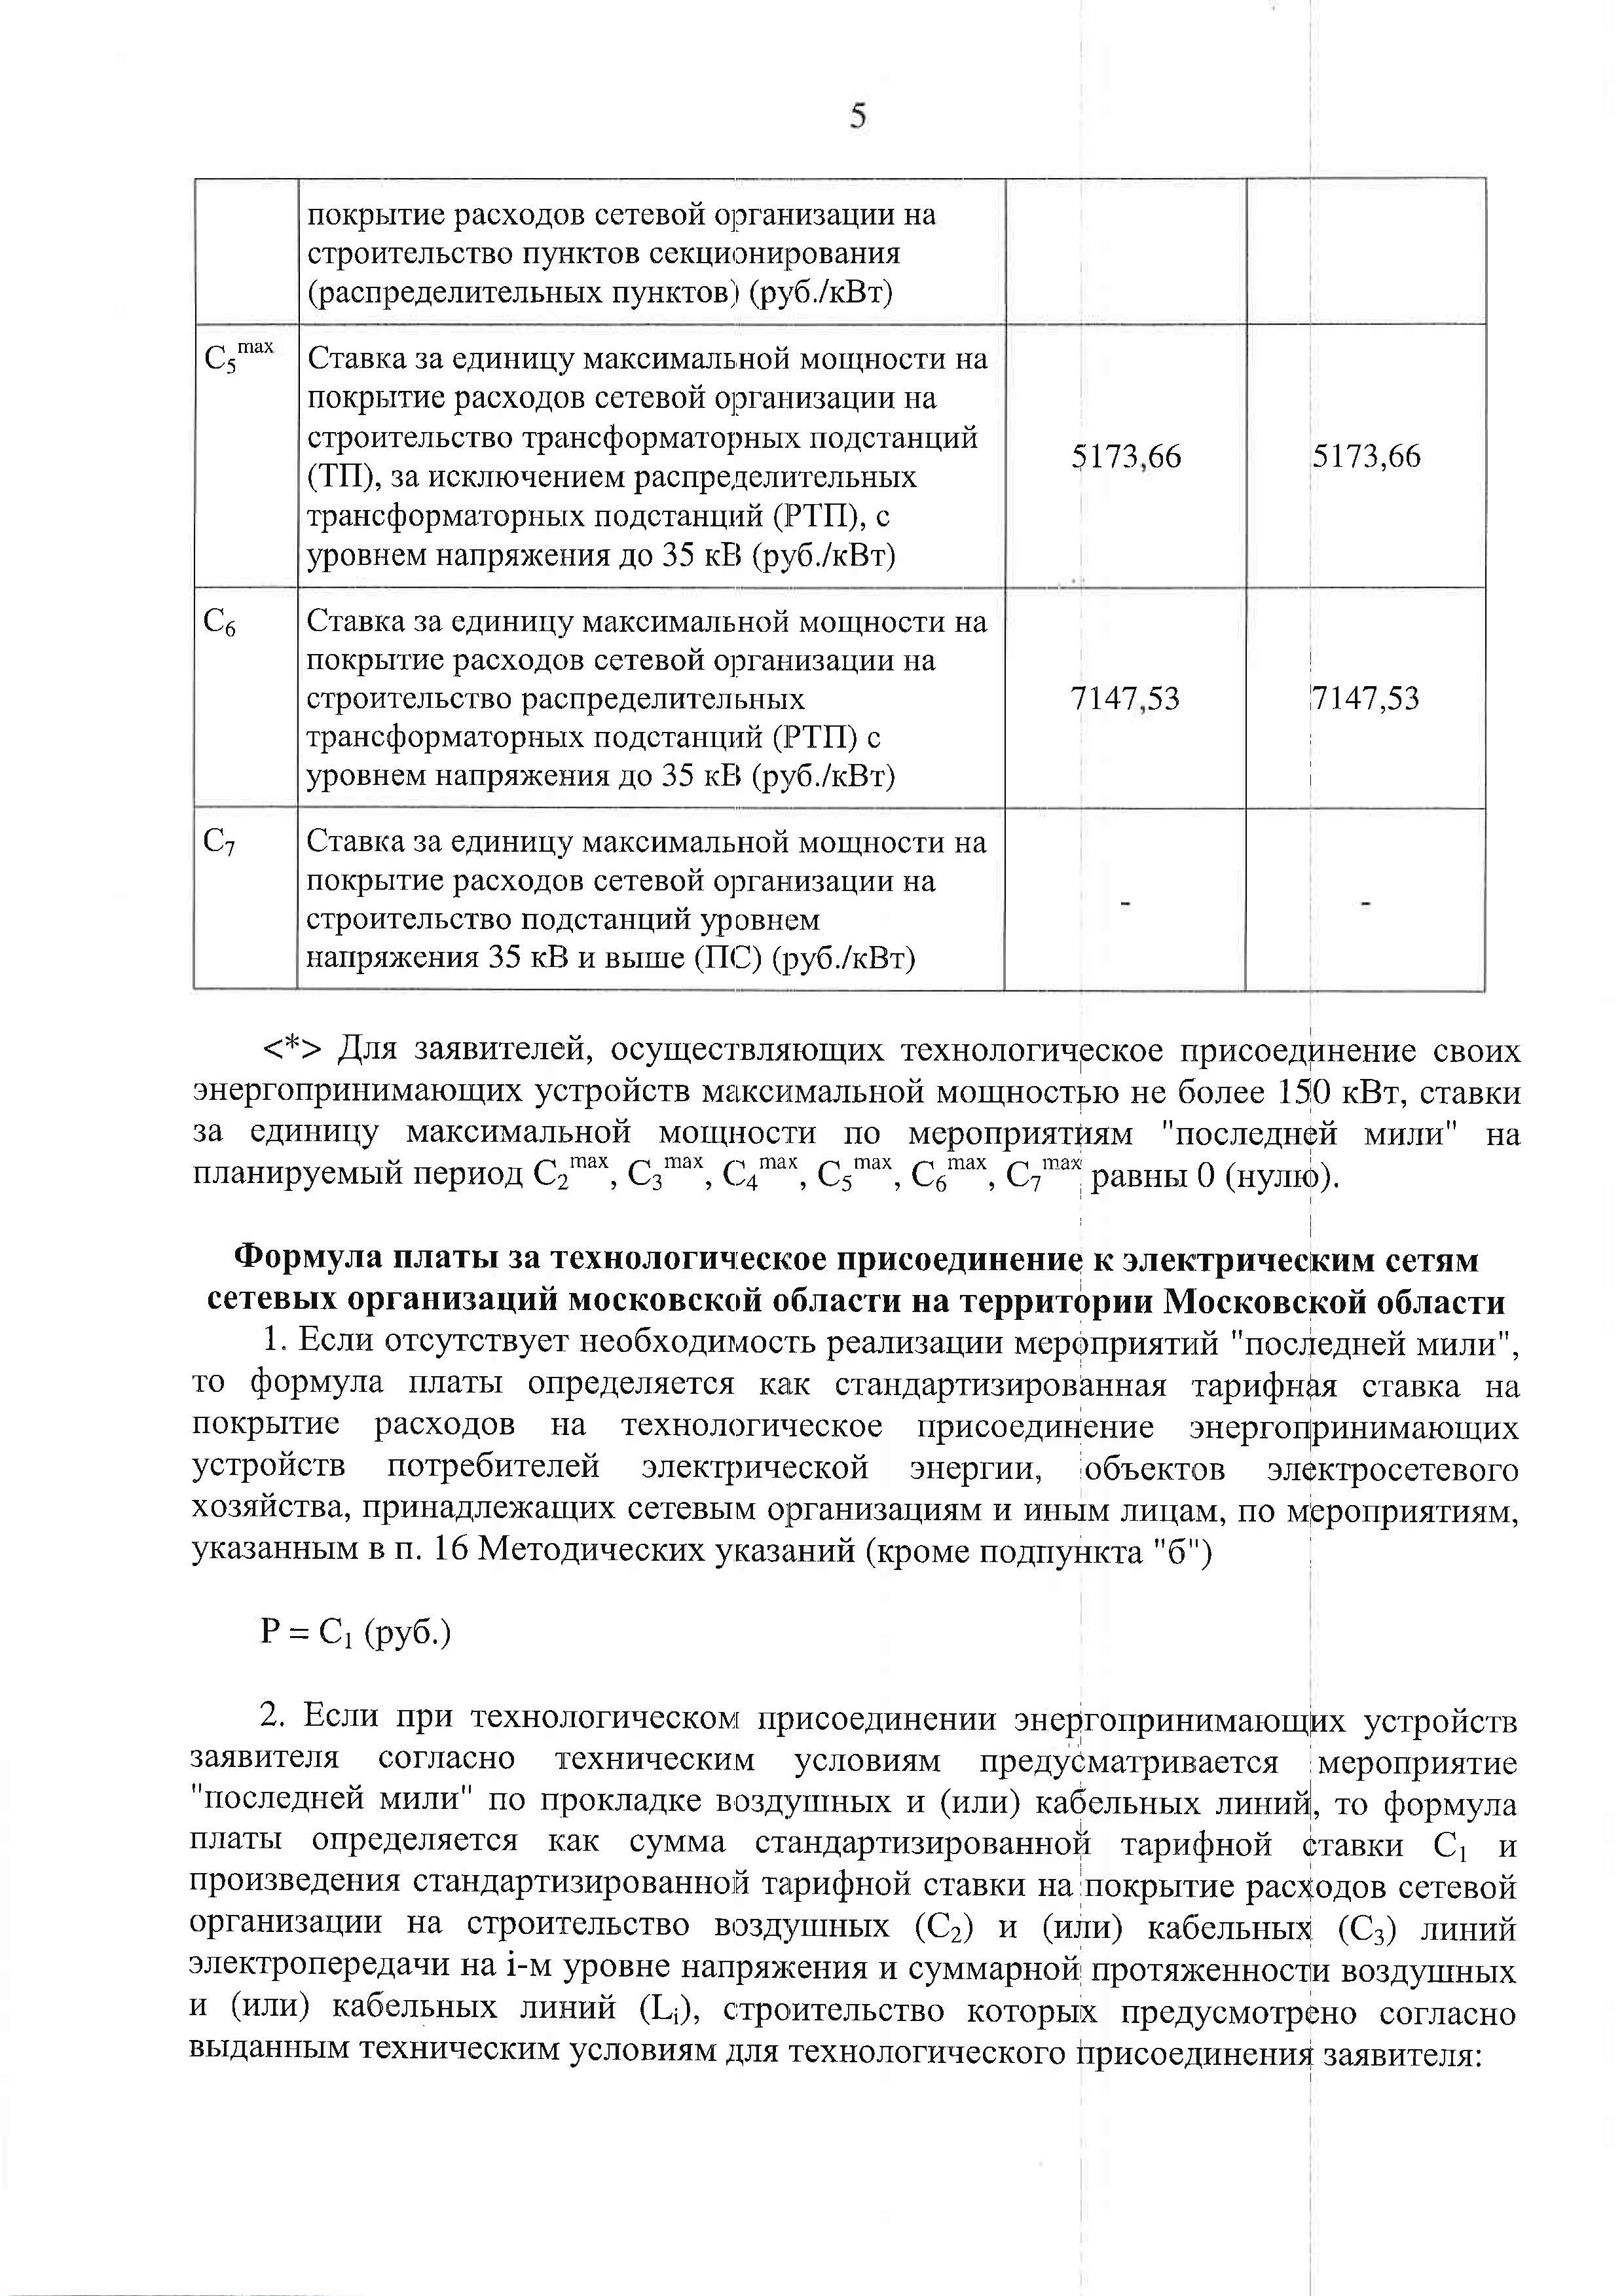 5
покрытие расходов сетевой организации на
строительство пунктов секционирования
(распределительных пунктов) (руб./кВт)
C₅ᵐᵃˣ
Ставка за единицу максимальной мощности на
покрытие расходов сетевой организации на
строительство трансформаторных подстанций
(ТП), за исключением распределительных
трансформаторных подстанций (РТП), с
уровнем напряжения до 35 кВ (руб./кВт)
5173,66
5173,66
C₆
Ставка за единицу максимальной мощности на
покрытие расходов сетевой организации на
строительство распределительных
трансформаторных подстанций (РТП) с
уровнем напряжения до 35 кВ (руб./кВт)
7147,53
7147,53
C₇
Ставка за единицу максимальной мощности на
покрытие расходов сетевой организации на
строительство подстанций уровнем
напряжения 35 кВ и выше (ПС) (руб./кВт)
-
-
<*> Для заявителей, осуществляющих технологическое присоединение своих
энергопринимающих устройств максимальной мощностью не более 150 кВт, ставки
за единицу максимальной мощности по мероприятиям "последней мили" на
планируемый период C₂ᵐᵃˣ, C₃ᵐᵃˣ, C₄ᵐᵃˣ, C₅ᵐᵃˣ, C₆ᵐᵃˣ, C₇ᵐᵃˣ равны 0 (нулю).
Формула платы за технологическое присоединение к электрическим сетям
сетевых организаций московской области на территории Московской области
1. Если отсутствует необходимость реализации мероприятий "последней мили",
то формула платы определяется как стандартизированная тарифная ставка на
покрытие расходов на технологическое присоединение энергопринимающих
устройств потребителей электрической энергии, объектов электросетевого
хозяйства, принадлежащих сетевым организациям и иным лицам, по мероприятиям,
указанным в п. 16 Методических указаний (кроме подпункта "б")
P = C₁ (руб.)
2. Если при технологическом присоединении энергопринимающих устройств
заявителя согласно техническим условиям предусматривается мероприятие
"последней мили" по прокладке воздушных и (или) кабельных линий, то формула
платы определяется как сумма стандартизированной тарифной ставки C₁ и
произведения стандартизированной тарифной ставки на покрытие расходов сетевой
организации на строительство воздушных (C₂) и (или) кабельных (C₃) линий
электропередачи на i-м уровне напряжения и суммарной протяженности воздушных
и (или) кабельных линий (Lᵢ), строительство которых предусмотрено согласно
выданным техническим условиям для технологического присоединения заявителя: